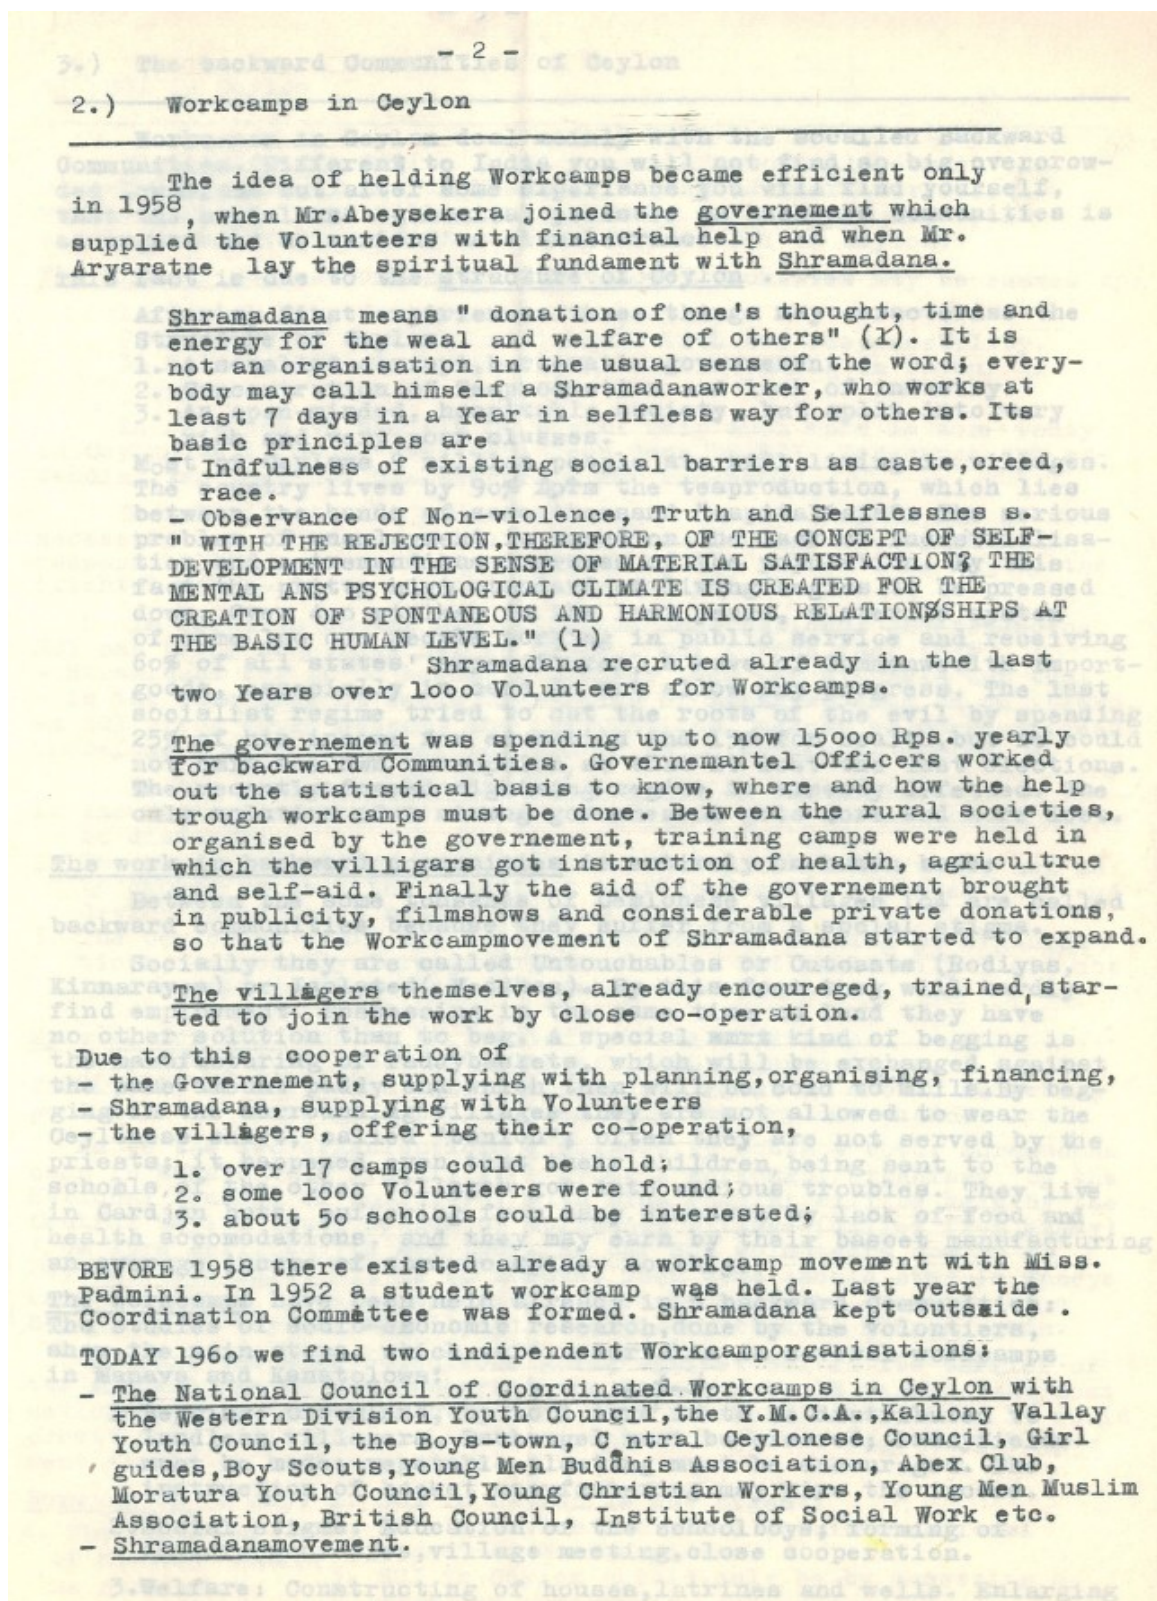 - 2 -
2.) Workcamps in Ceylon
The idea of helding Workcamps became efficient only
in 1958, when Mr.Abeysekera joined the governement which
supplied the Volunteers with financial help and when Mr.
Aryaratne lay the spiritual fundament with Shramadana.
Shramadana means " donation of one's thought, time and
energy for the weal and welfare of others" (1). It is
not an organisation in the usual sens of the word; every-
body may call himself a Shramadanaworker, who works at
least 7 days in a Year in selfless way for others. Its
basic principles are
- Indfulness of existing social barriers as caste,creed,
race.
- Observance of Non-violence, Truth and Selflessnes s.
" WITH THE REJECTION,THEREFORE, OF THE CONCEPT OF SELF-
DEVELOPMENT IN THE SENSE OF MATERIAL SATISFACTION; THE
MENTAL ANS PSYCHOLOGICAL CLIMATE IS CREATED FOR THE
CREATION OF SPONTANEOUS AND HARMONIOUS RELATIONSSHIPS AT
THE BASIC HUMAN LEVEL." (1)
Shramadana recruted already in the last
two Years over 1ooo Volunteers for Workcamps.
The governement was spending up to now 15ooo Rps. yearly
for backward Communities. Governemantel Officers worked
out the statistical basis to know, where and how the help
trough workcamps must be done. Between the rural societies,
organised by the governement, training camps were held in
which the villigars got instruction of health, agricultrue
and self-aid. Finally the aid of the governement brought
in publicity, filmshows and considerable private donations,
so that the Workcampmovement of Shramadana started to expand.
The villagers themselves, already encoureged, trained, star-
ted to join the work by close co-operation.
Due to this cooperation of
- the Governement, supplying with planning,organising, financing,
Shramadana, supplying with Volunteers
- the villagers, offering their co-operation,
1. over 17 camps could be hold;
2. some 1ooo Volunteers were found;
3. about 5o schools could be interested;
BEVORE 1958 there existed already a workcamp movement with Miss.
Padmini. In 1952 a student workcamp was held. Last year the
Coordination Committee was formed. Shramadana kept outside .
TODAY 196o we find two indipendent Workcamporganisations:
- The National Council of Coordinated Workcamps in Ceylon with
the Western Division Youth Council,the Y.M.C.A.,Kallony Vallay
Youth Council, the Boys-town, Central Ceylonese Council, Girl
guides,Boy Scouts,Young Men Buddhis Association, Abex Club,
Moratura Youth Council,Young Christian Workers, Young Men Muslim
Association, British Council, Institute of Social Work etc.
- Shramadanamovement.